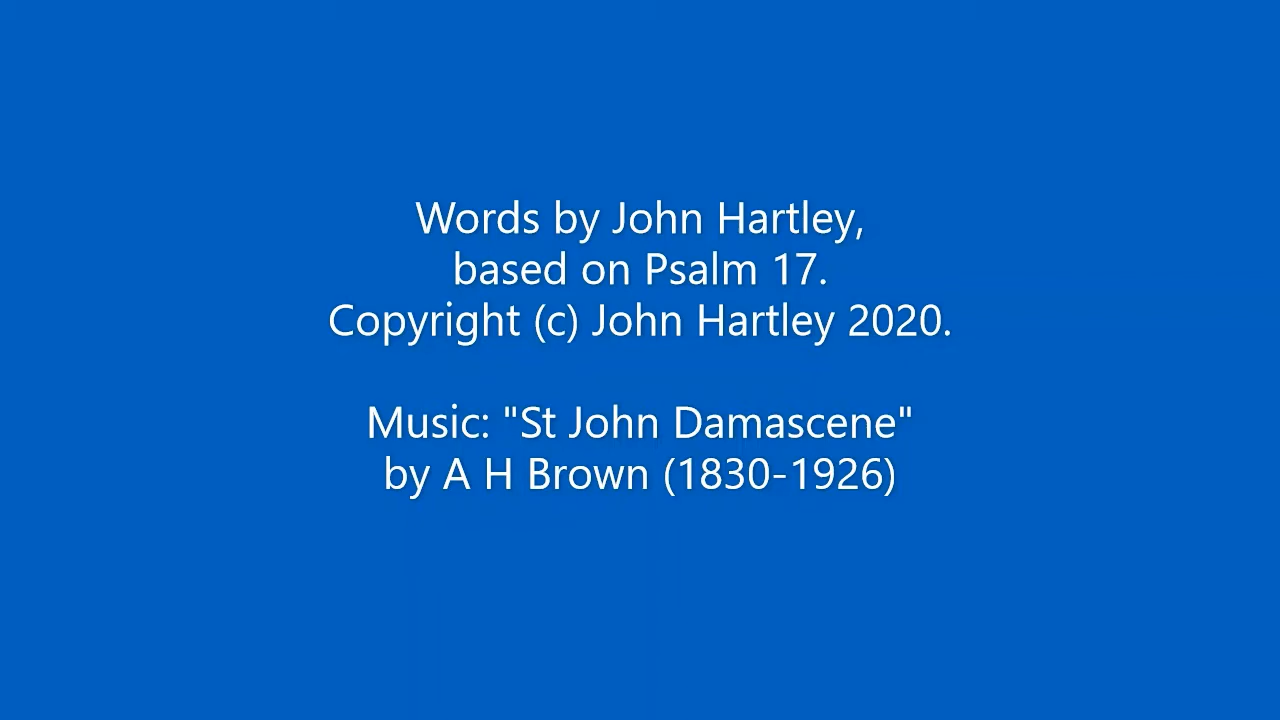 Words by John Hartley,
based on Psalm 17.
Copyright (c) John Hartley 2020.
Music: "St John Damascene"
by A H Brown (1830-1926)